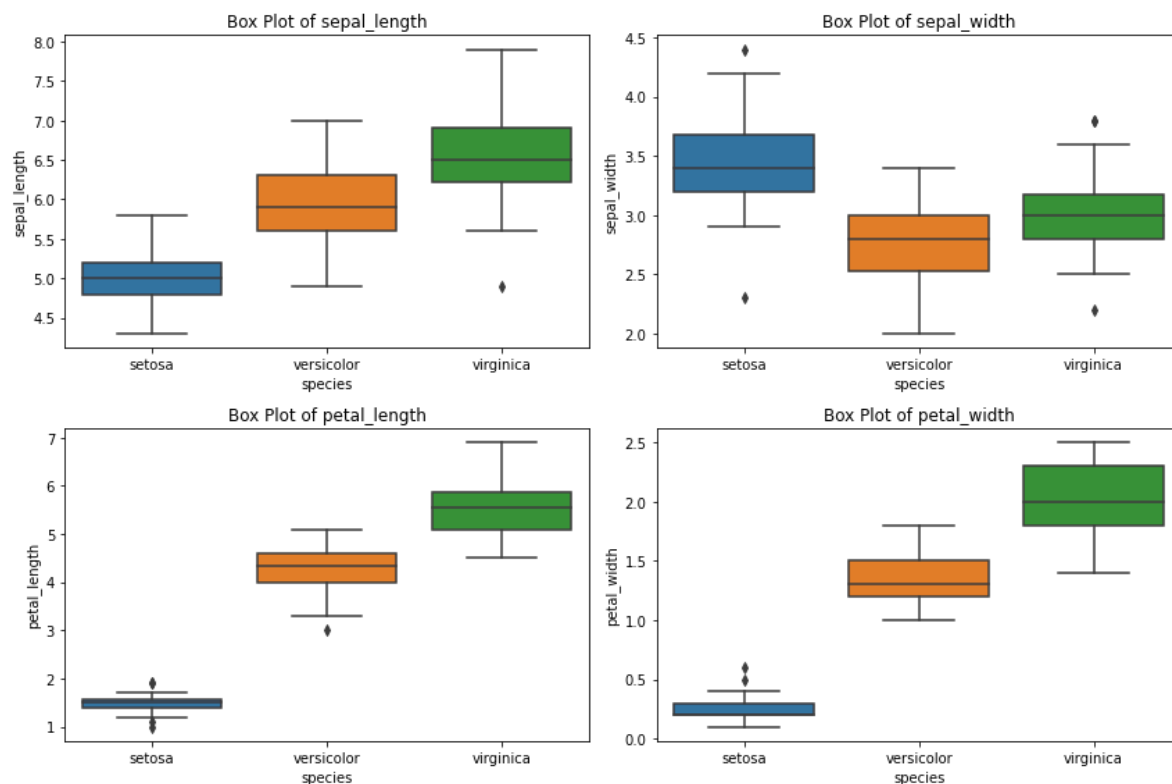 Box Plot of sepal_length
8.0
7.5
7.0
6.5
6.0
5.5
5.0
4.5
sepal_length
setosa versicolor virginica
species
Box Plot of sepal_width
4.5
4.0
3.5
3.0
2.5
2.0
sepal_width
setosa versicolor virginica
species
Box Plot of petal_length
7
6
5
4
3
2
1
petal_length
setosa versicolor virginica
species
Box Plot of petal_width
2.5
2.0
1.5
1.0
0.5
0.0
petal_width
setosa versicolor virginica
species